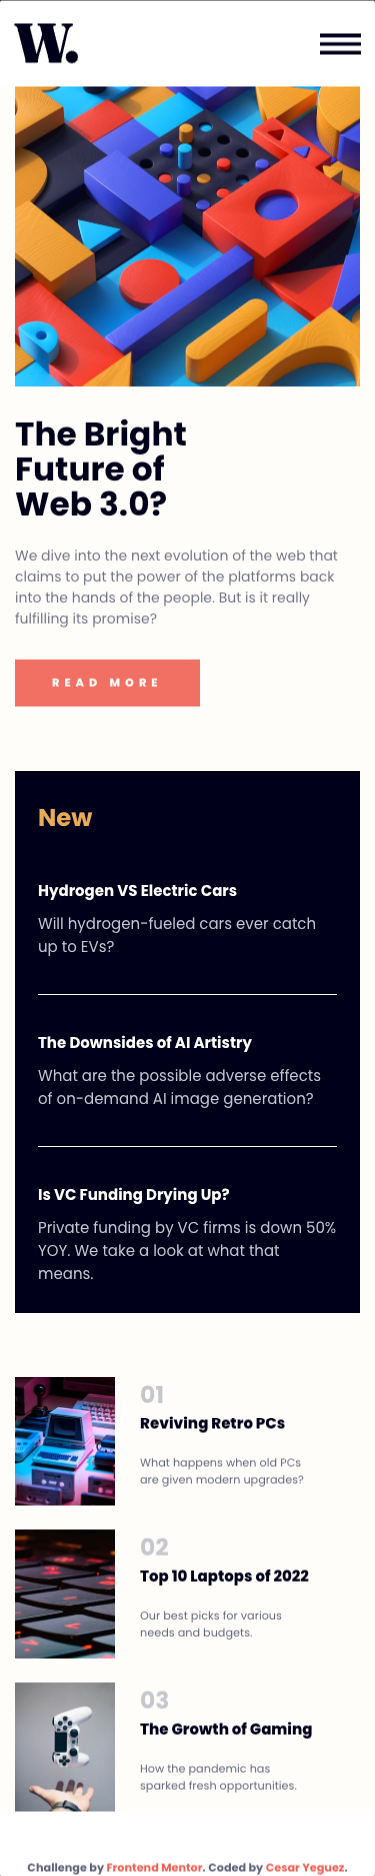 W.
The Bright
Future of
Web 3.0?
We dive into the next evolution of the web that
claims to put the power of the platforms back
into the hands of the people. But is it really
fulfilling its promise?
READ MORE
New
Hydrogen VS Electric Cars
Will hydrogen-fueled cars ever catch
up to EVs?
The Downsides of AI Artistry
What are the possible adverse effects
of on-demand AI image generation?
Is VC Funding Drying Up?
Private funding by VC firms is down 50%
YOY. We take a look at what that
means.
01
Reviving Retro PCs
What happens when old PCs
are given modern upgrades?
02
Top 10 Laptops of 2022
Our best picks for various
needs and budgets.
03
The Growth of Gaming
How the pandemic has
sparked fresh opportunities.
Challenge by Frontend Mentor. Coded by Cesar Yeguez.